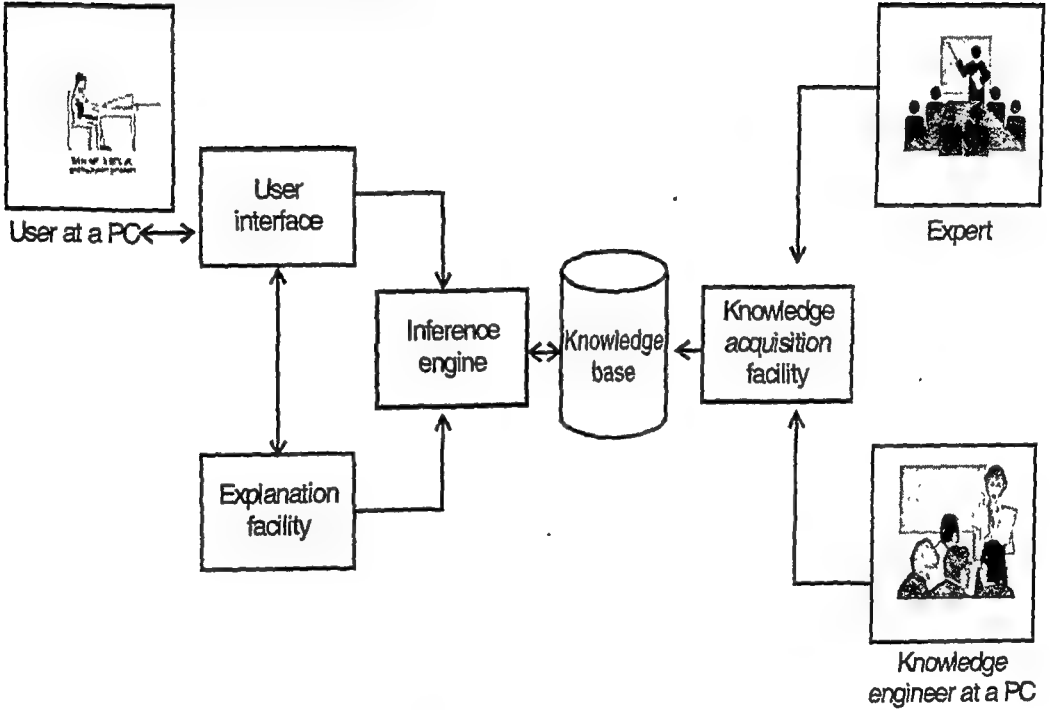 User
interface
User at a PC
Expert
Inference
engine
Knowledge
base
Knowledge
acquisition
facility
Explanation
facility
Knowledge
engineer at a PC